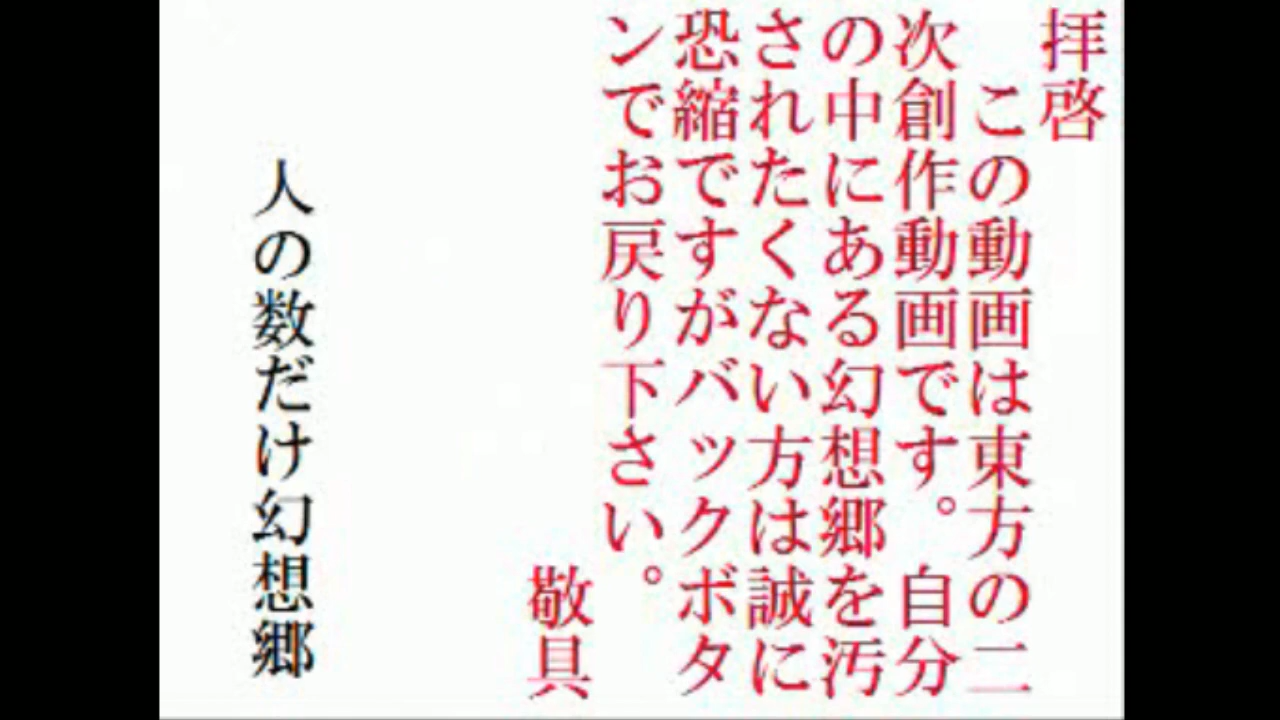 拝啓
この動画は東方の二
次創作動画です。自分
の中にある幻想郷を汚
されたくない方は誠に
恐縮ですがバックボタ
ンでお戻り下さい。
敬具
人の数だけ幻想郷